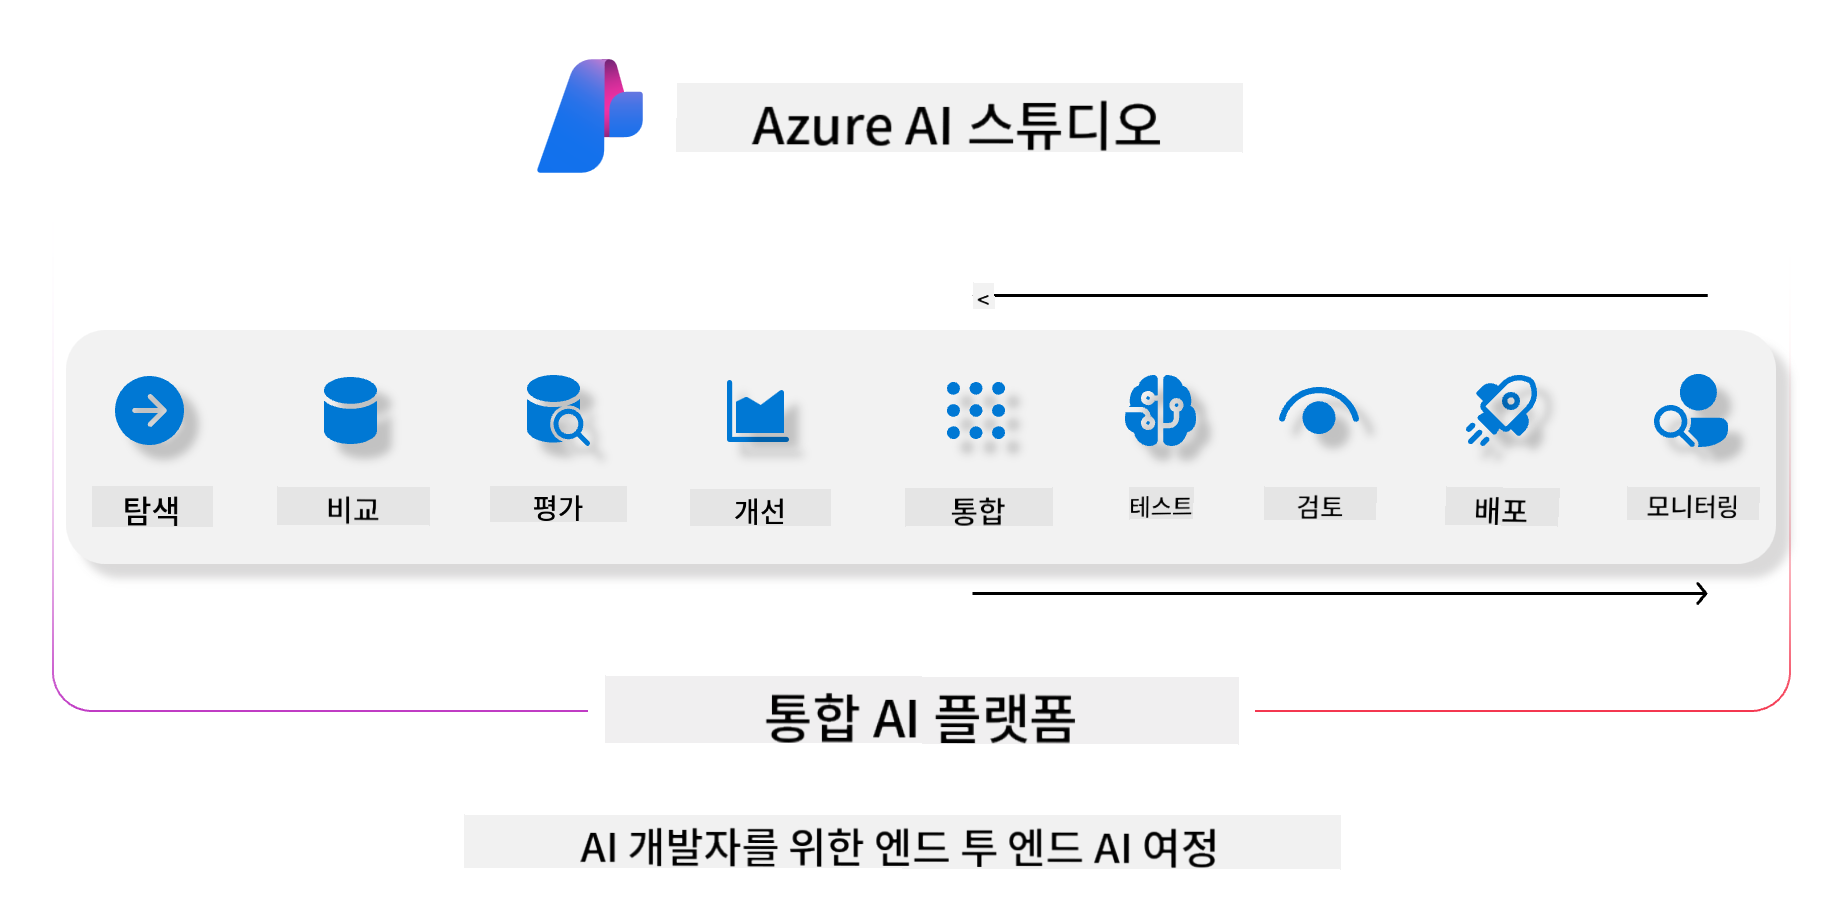 Azure AI 스튜디오
<
탐색 비교 평가 개선 통합 테스트 검토 배포 모니터링
통합 AI 플랫폼
AI 개발자를 위한 엔드 투 엔드 AI 여정